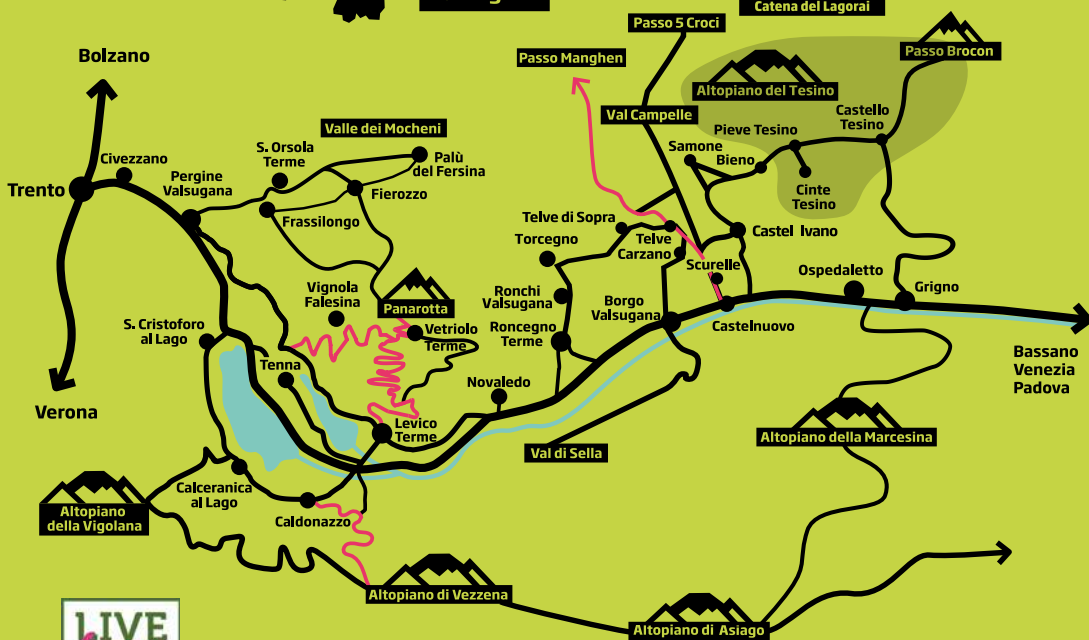 Catena del Lagorai
Passo 5 Croci
Passo Brocon
Bolzano
Passo Manghen
Altopiano del Tesino
Val Campelle
Castello
Tesino
Valle dei Mocheni
Pieve Tesino
Samone
Bieno
S. Orsola
Terme
Civezzano
Palù
del Fersina
Pergine
Valsugana
Trento
Fierozzo
Cinte
Tesino
Frassilongo
Telve di Sopra
Telve
Castel Ivano
Torcegno
Carzano
Scurelle
Ospedaletto
Grigno
Vignola
Falesina
Ronchi
Valsugana
Borgo
Valsugana
Panarotta
S. Cristoforo
al Lago
Vetriolo
Terme
Roncegno
Terme
Castelnuovo
Bassano
Venezia
Padova
Tenna
Novaledo
Verona
Levico
Terme
Altopiano della Marcesina
Val di Sella
Calceranica
al Lago
Altopiano
della Vigolana
Caldonazzo
Altopiano di Vezzena
Altopiano di Asiago
LIVE